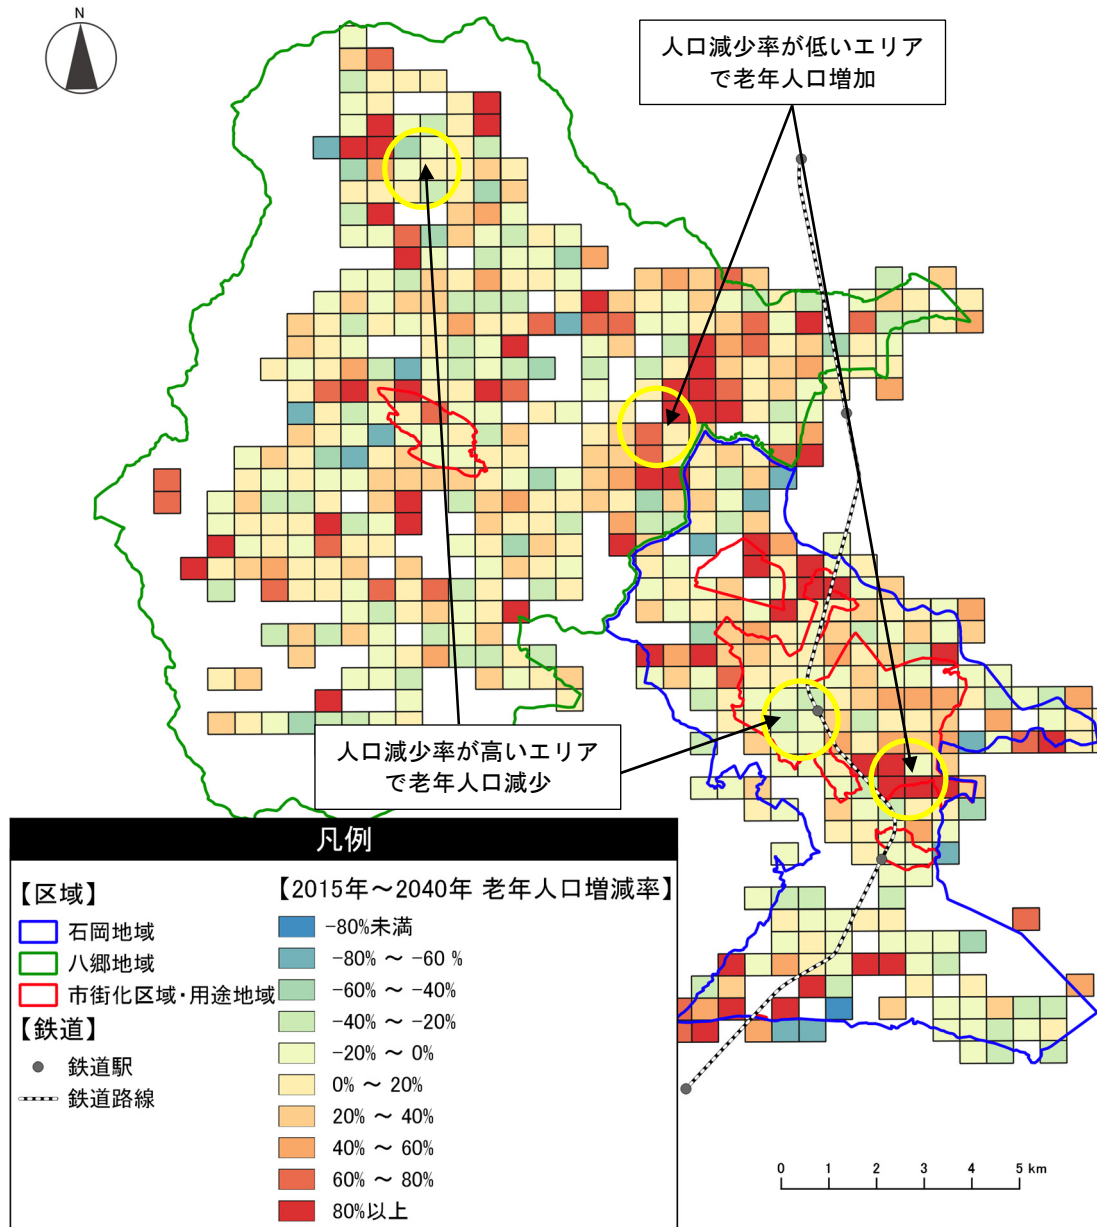 N
人口減少率が低いエリア
で老年人口増加
人口減少率が高いエリア
で老年人口減少
凡例
【区域】
石岡地域
八郷地域
市街化区域・用途地域
【鉄道】
鉄道駅
鉄道路線
【2015年～2040年 老年人口増減率】
-80%未満
-80% ～ -60 %
-60% ～ -40%
-40% ～ -20%
-20% ～ 0%
0% ～ 20%
20% ～ 40%
40% ～ 60%
60% ～ 80%
80%以上
0 1 2 3 4 5 km